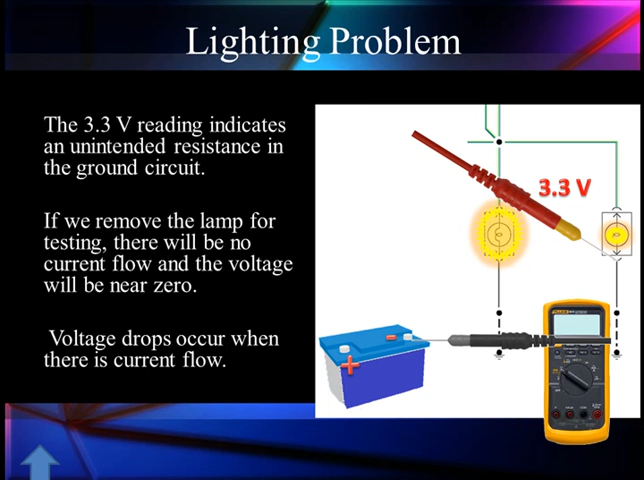 Lighting Problem
The 3.3 V reading indicates
an unintended resistance in
the ground circuit.
3.3 V
If we remove the lamp for
testing, there will be no
current flow and the voltage
will be near zero.
Voltage drops occur when
there is current flow.